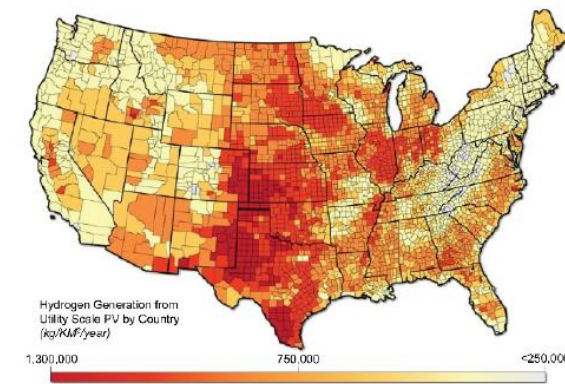 Hydrogen Generation from
Utility Scale PV by Country
(kg/KM²/year)
1,300,000 750,000 <250,000